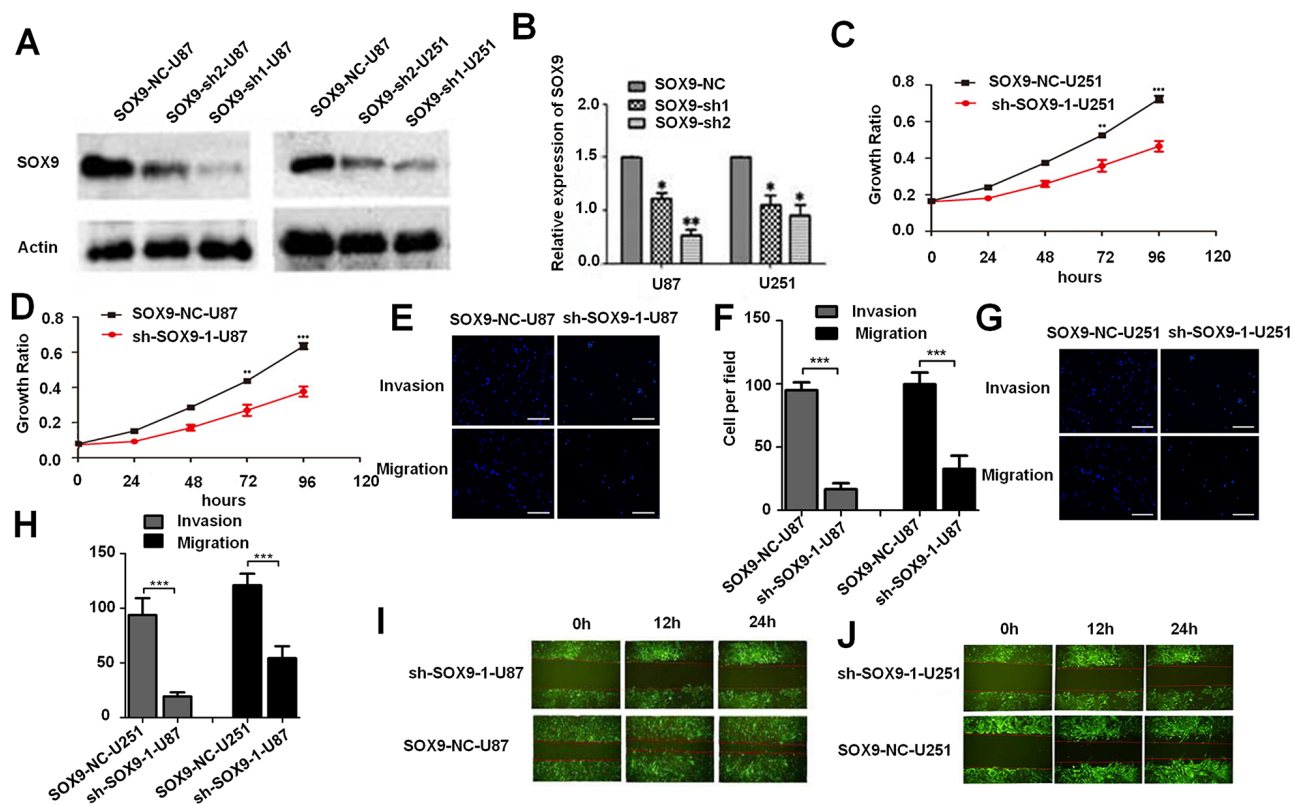 A
SOX9-NC-U87
SOX9-sh2-U87
SOX9-sh1-U87
SOX9-NC-U87
SOX9-sh2-U251
SOX9-sh1-U251
SOX9
Actin
B
SOX9-NC
SOX9-sh1
SOX9-sh2
Relative expression of SOX9
2.0
1.5
1.0
0.0
* ** * *
U87 U251
C
SOX9-NC-U251
sh-SOX9-1-U251
Growth Ratio
0.8
0.6
0.4
0.2
0.0
** ***
0 24 48 72 96 120
hours
D
SOX9-NC-U87
sh-SOX9-1-U87
Growth Ratio
0.8
0.6
0.4
0.2
0.0
** ***
0 24 48 72 96 120
hours
E
SOX9-NC-U87 sh-SOX9-1-U87
Invasion
Migration
F
Invasion
Migration
Cell per field
150
100
50
0
*** ***
SOX9-NC-U87
sh-SOX9-1-U87
SOX9-NC-U87
sh-SOX9-1-U87
G
SOX9-NC-U251 sh-SOX9-1-U251
Invasion
Migration
H
Invasion
Migration
150
100
50
0
*** ***
SOX9-NC-U251
sh-SOX9-1-U87
SOX9-NC-U251
sh-SOX9-1-U87
I
0h 12h 24h
sh-SOX9-1-U87
SOX9-NC-U87
J
0h 12h 24h
sh-SOX9-1-U251
SOX9-NC-U251